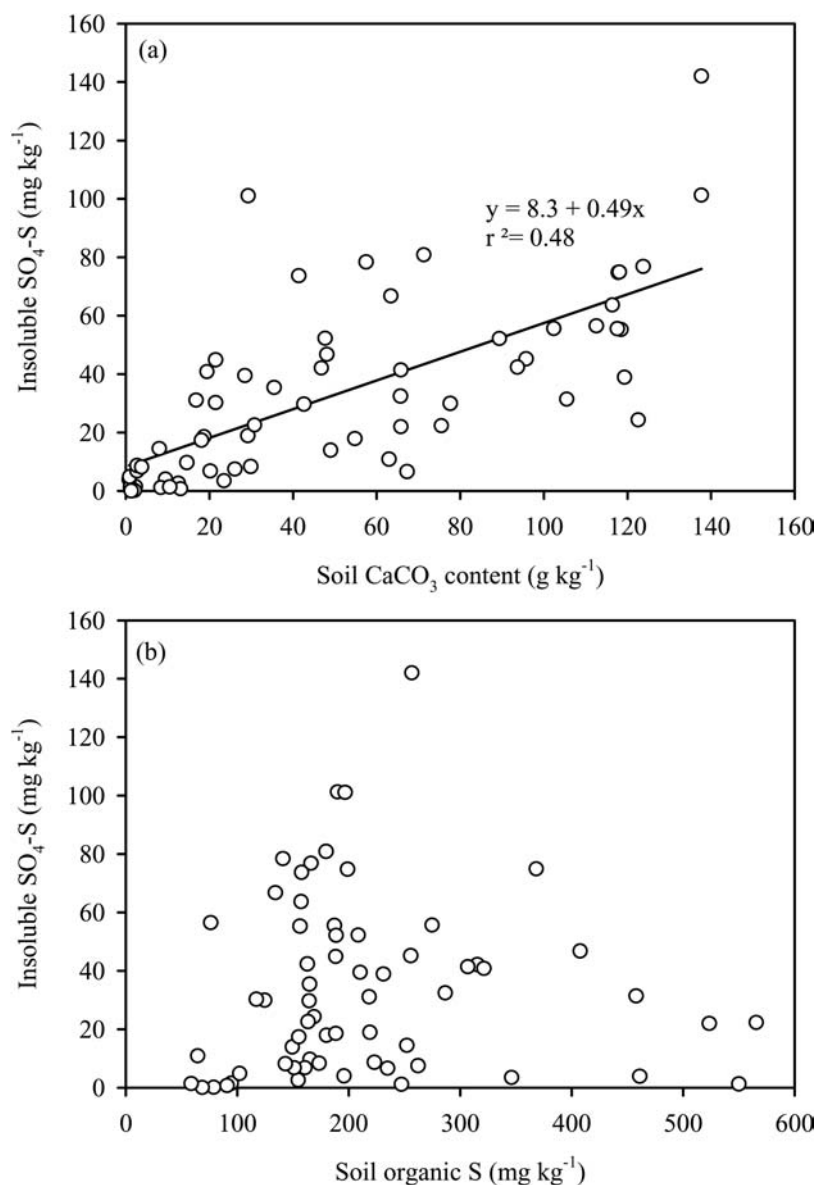 160
140
120
100
80
60
40
20
0
(a)
y = 8.3 + 0.49x
r ²= 0.48
Insoluble SO₄-S (mg kg⁻¹)
0 20 40 60 80 100 120 140 160
Soil CaCO₃ content (g kg⁻¹)
160
140
120
100
80
60
40
20
0
(b)
Insoluble SO₄-S (mg kg⁻¹)
0 100 200 300 400 500 600
Soil organic S (mg kg⁻¹)